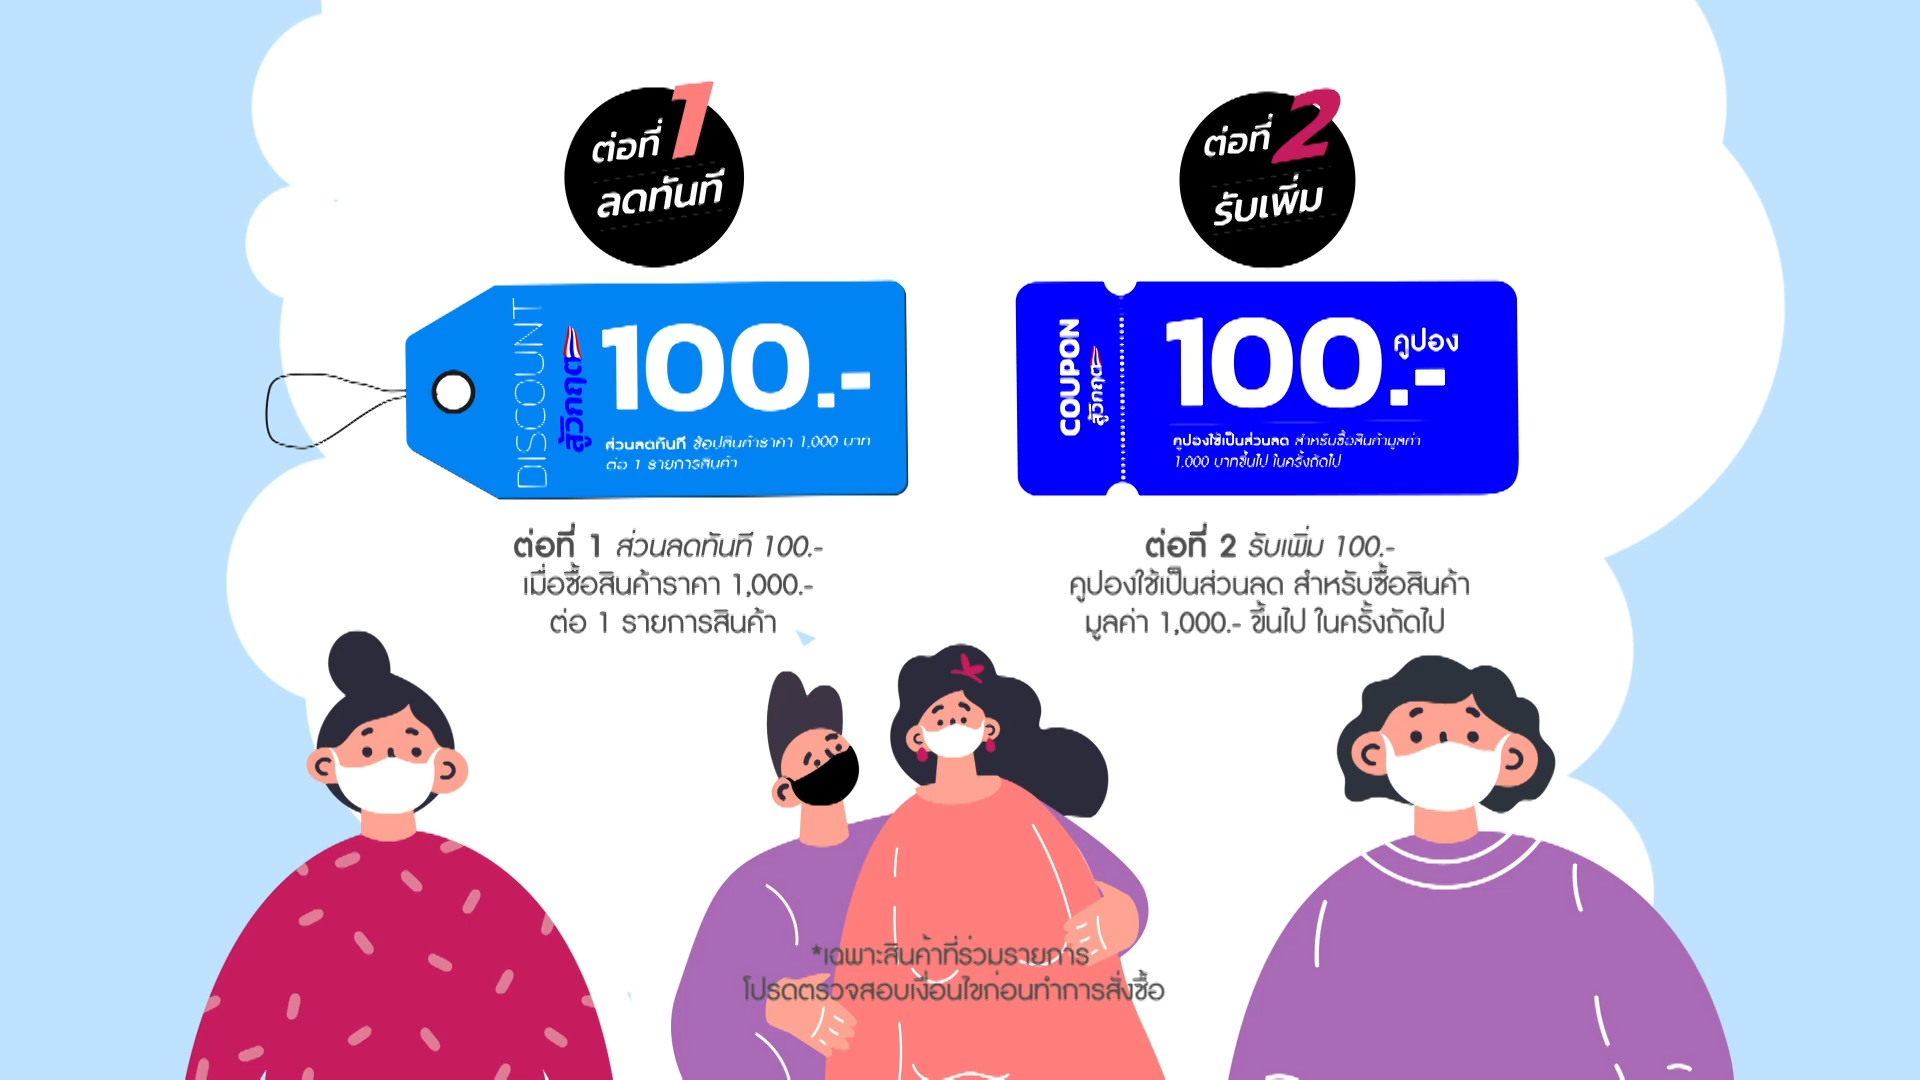 ต่อที่ 1
ลดทันที
DISCOUNT
สู้วิกฤต
100.-
ส่วนลดทันที ช้อปสินค้าราคา 1,000 บาท
ต่อ 1 รายการสินค้า
ต่อที่ 1 ส่วนลดทันที 100.-
เมื่อซื้อสินค้าราคา 1,000.-
ต่อ 1 รายการสินค้า
ต่อที่ 2
รับเพิ่ม
COUPON
สู้วิกฤต
100.-
คูปอง
คูปองใช้เป็นส่วนลด สำหรับซื้อสินค้ามูลค่า
1,000 บาทขึ้นไป ในครั้งถัดไป
ต่อที่ 2 รับเพิ่ม 100.-
คูปองใช้เป็นส่วนลด สำหรับซื้อสินค้า
มูลค่า 1,000.- ขึ้นไป ในครั้งถัดไป
*เฉพาะสินค้าที่ร่วมรายการ
โปรดตรวจสอบเงื่อนไขก่อนทำการสั่งซื้อ